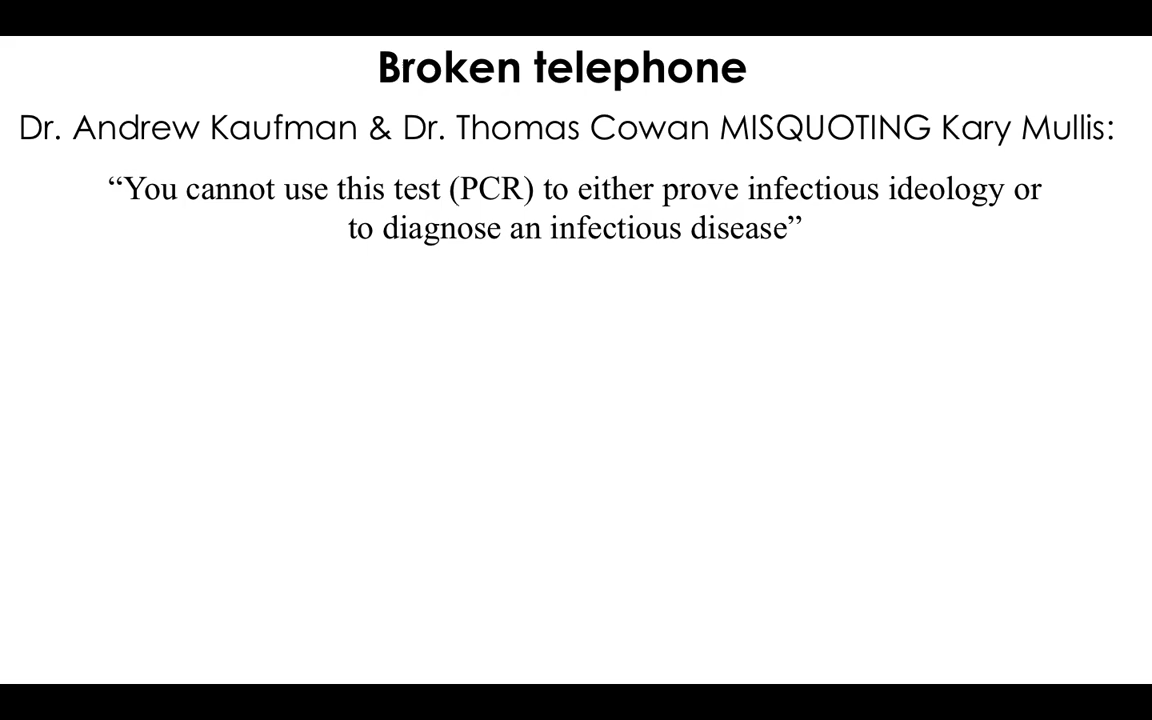 Broken telephone
Dr. Andrew Kaufman & Dr. Thomas Cowan MISQUOTING Kary Mullis:
“You cannot use this test (PCR) to either prove infectious ideology or
to diagnose an infectious disease”